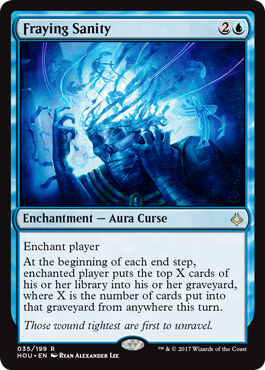 Fraying Sanity 2
Enchantment — Aura Curse
Enchant player
At the beginning of each end step,
enchanted player puts the top X cards of
his or her library into his or her graveyard,
where X is the number of cards put into
that graveyard from anywhere this turn.
Those wound tightest are first to unravel.
035/199 R
HOU • EN Ryan Alexander Lee
™ & © 2017 Wizards of the Coast